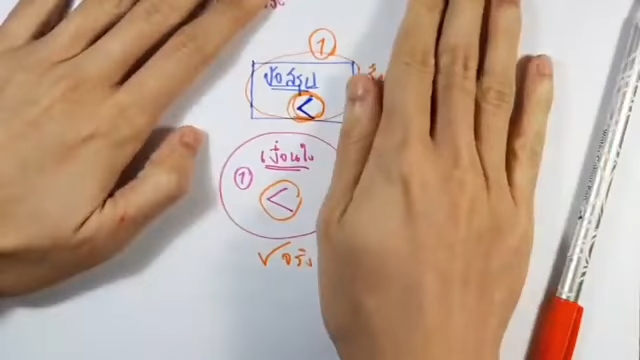 ①
ข้อสรุป
<
เงื่อนไข
①
<
✓ จริง